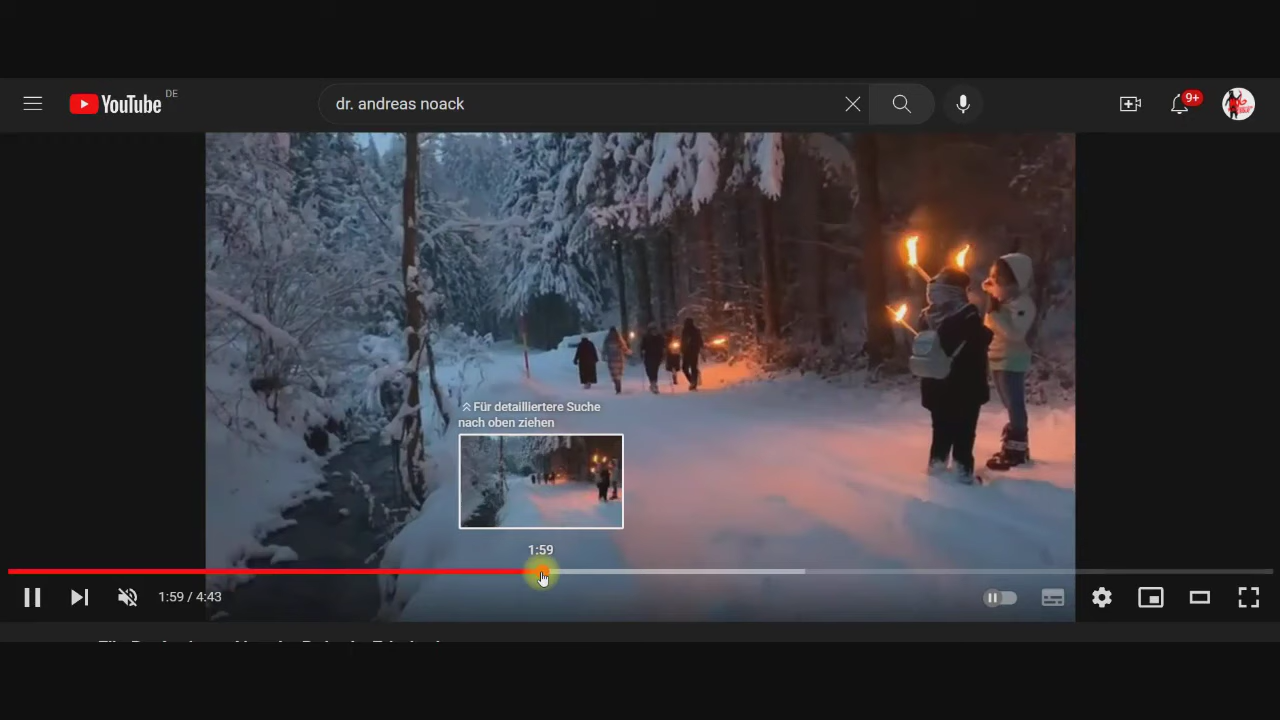 YouTube DE
dr. andreas noack
9+
Für detailliertere Suche
nach oben ziehen
1:59
1:59 / 4:43